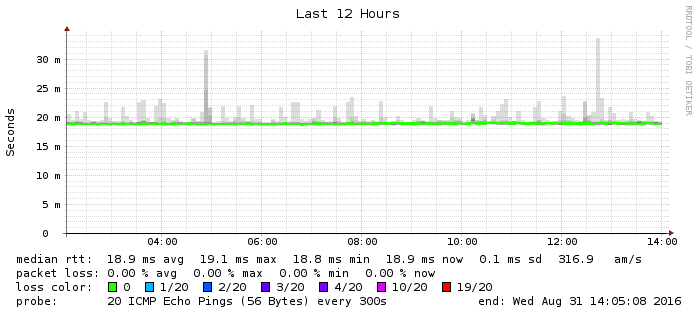 Last 12 Hours
RRDTOOL / TOBI OETIKER
Seconds
30 m
25 m
20 m
15 m
10 m
5 m
0
04:00 06:00 08:00 10:00 12:00 14:00
median rtt: 18.9 ms avg 19.1 ms max 18.8 ms min 18.9 ms now 0.1 ms sd 316.9 am/s
packet loss: 0.00 % avg 0.00 % max 0.00 % min 0.00 % now
loss color: 0 1/20 2/20 3/20 4/20 10/20 19/20
probe: 20 ICMP Echo Pings (56 Bytes) every 300s end: Wed Aug 31 14:05:08 2016